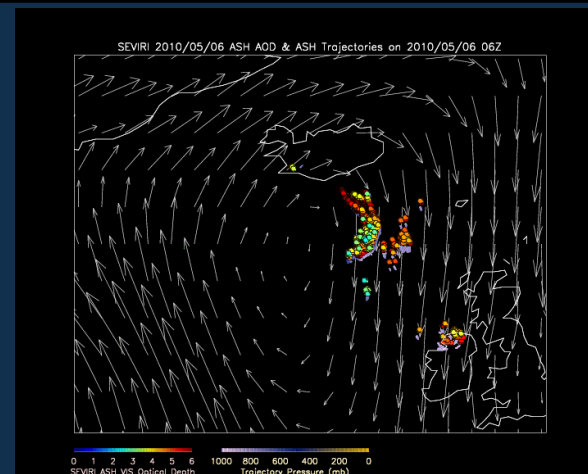 SEVIRI 2010/05/06 ASH AOD & ASH Trajectories on 2010/05/06 06Z
0 1 2 3 4 5 6
1000 800 600 400 200 0
SEVIRI ASH VIS Optical Depth
Trajectory Pressure (mb)